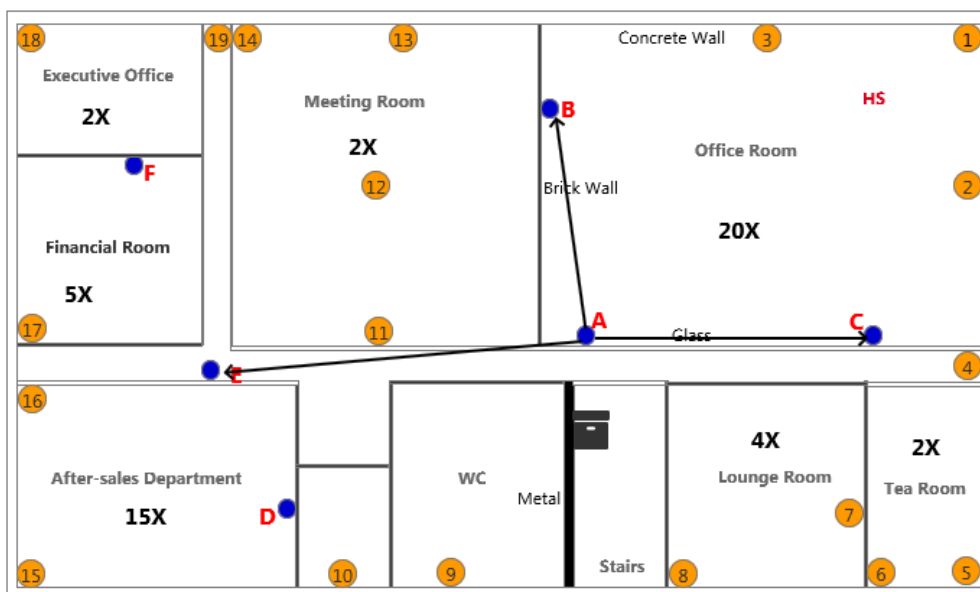 18
19
14
13
Concrete Wall
3
1
Executive Office
2X
Meeting Room
2X
HS
B
Office Room
F
12
Brick Wall
2
20X
Financial Room
5X
17
11
A
Glass
C
E
4
16
4X
Lounge Room
2X
Tea Room
After-sales Department
15X
D
WC
Metal
7
15
10
9
Stairs
8
6
5